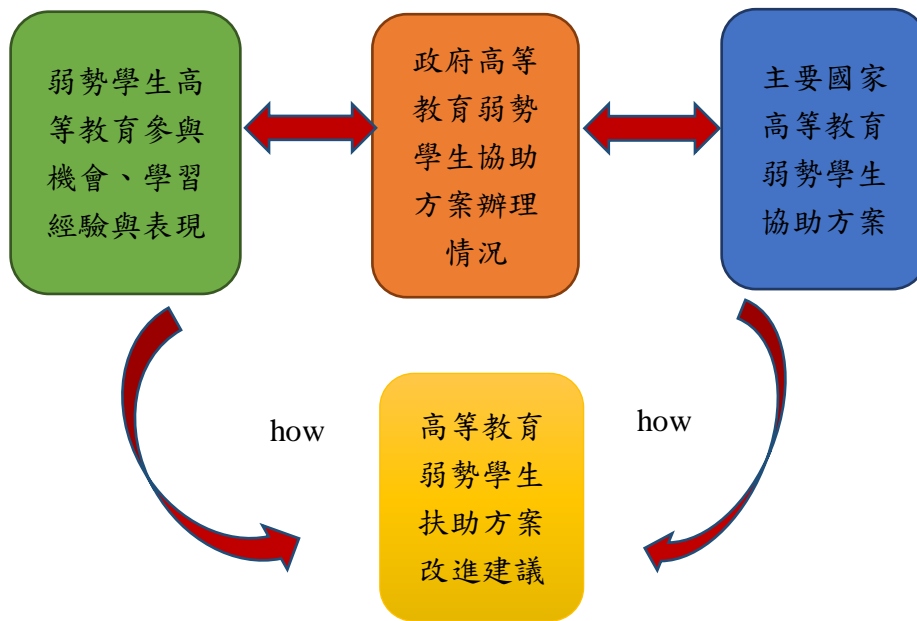 弱勢學生高
等教育參與
機會、學習
經驗與表現
政府高等
教育弱勢
學生協助
方案辦理
情況
主要國家
高等教育
弱勢學生
協助方案
how
高等教育
弱勢學生
扶助方案
改進建議
how